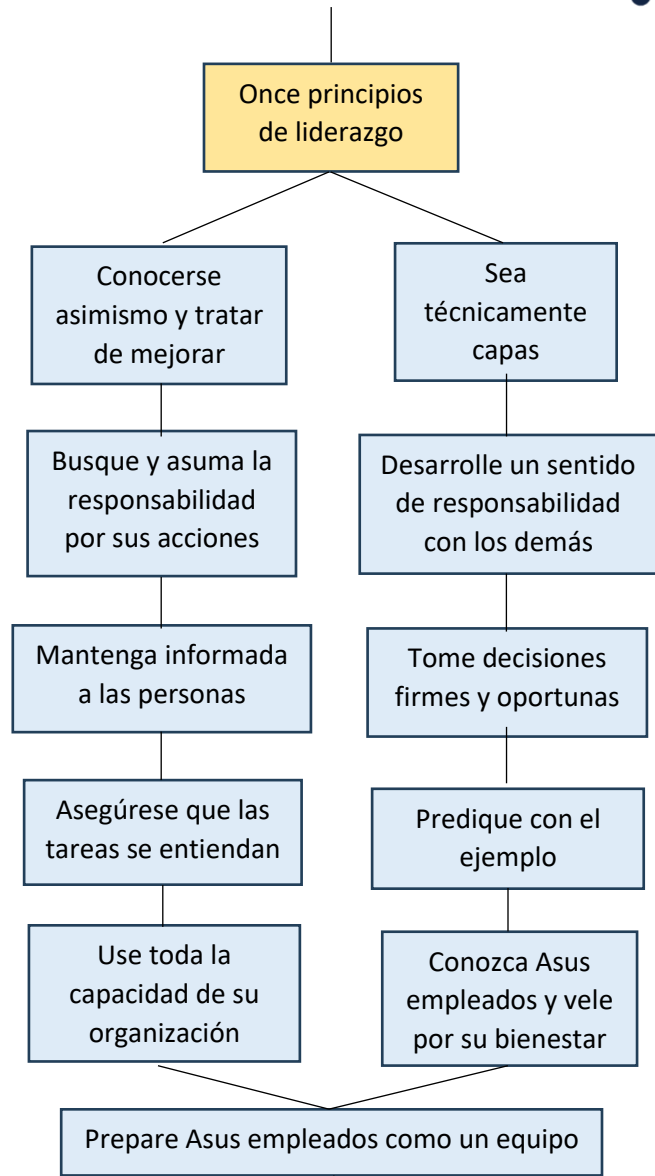 Once principios
de liderazgo
Conocerse
asimismo y tratar
de mejorar
Sea
técnicamente
capas
Busque y asuma la
responsabilidad
por sus acciones
Desarrolle un sentido
de responsabilidad
con los demás
Mantenga informada
a las personas
Tome decisiones
firmes y oportunas
Asegúrese que las
tareas se entiendan
Predique con el
ejemplo
Use toda la
capacidad de su
organización
Conozca Asus
empleados y vele
por su bienestar
Prepare Asus empleados como un equipo